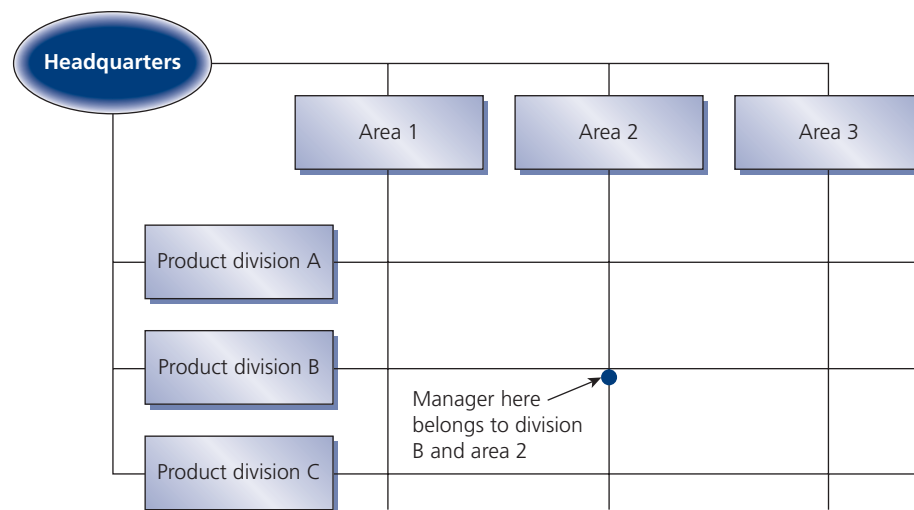 Headquarters
Area 1
Area 2
Area 3
Product division A
Product division B
Manager here
belongs to division
B and area 2
Product division C